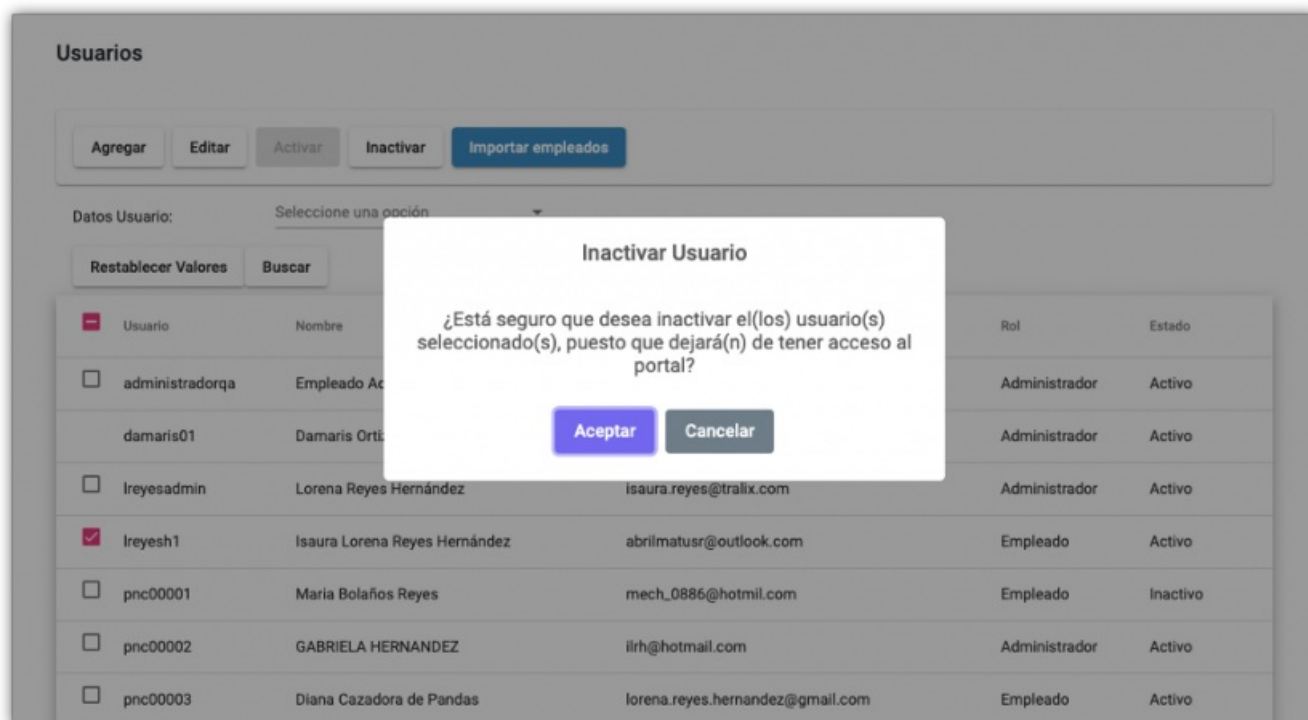 Usuarios
Agregar Editar Activar Inactivar Importar empleados
Datos Usuario: Seleccione una opción
Restablecer Valores Buscar
Inactivar Usuario
¿Está seguro que desea inactivar el(los) usuario(s)
seleccionado(s), puesto que dejará(n) de tener acceso al
portal?
Aceptar Cancelar
Usuario Nombre Rol Estado
administradorqa Empleado Administrador Activo
damaris01 Damaris Administrador Activo
lreyesadmin Lorena Reyes Hernández isaura.reyes@tralix.com Administrador Activo
lreyesh1 Isaura Lorena Reyes Hernández abrilmatusr@outlook.com Empleado Activo
pnc00001 Maria Bolaños Reyes mech_0886@hotmil.com Empleado Inactivo
pnc00002 GABRIELA HERNANDEZ ilrh@hotmail.com Administrador Activo
pnc00003 Diana Cazadora de Pandas lorena.reyes.hernandez@gmail.com Empleado Activo